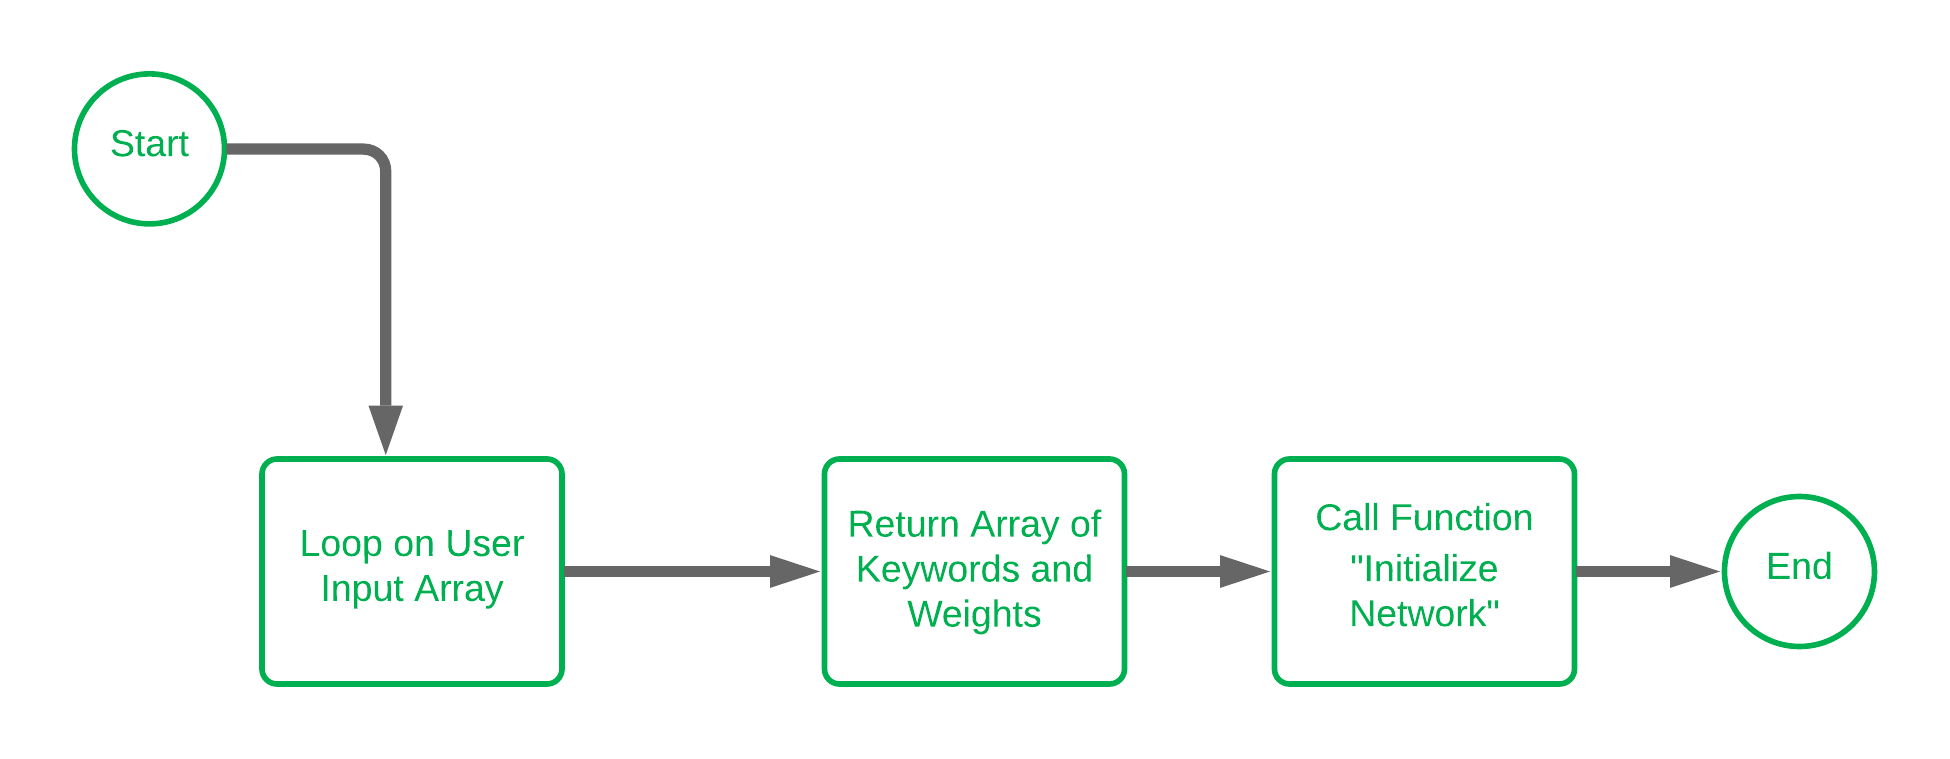 Start
Loop on User
Input Array
Return Array of
Keywords and
Weights
Call Function
"Initialize
Network"
End